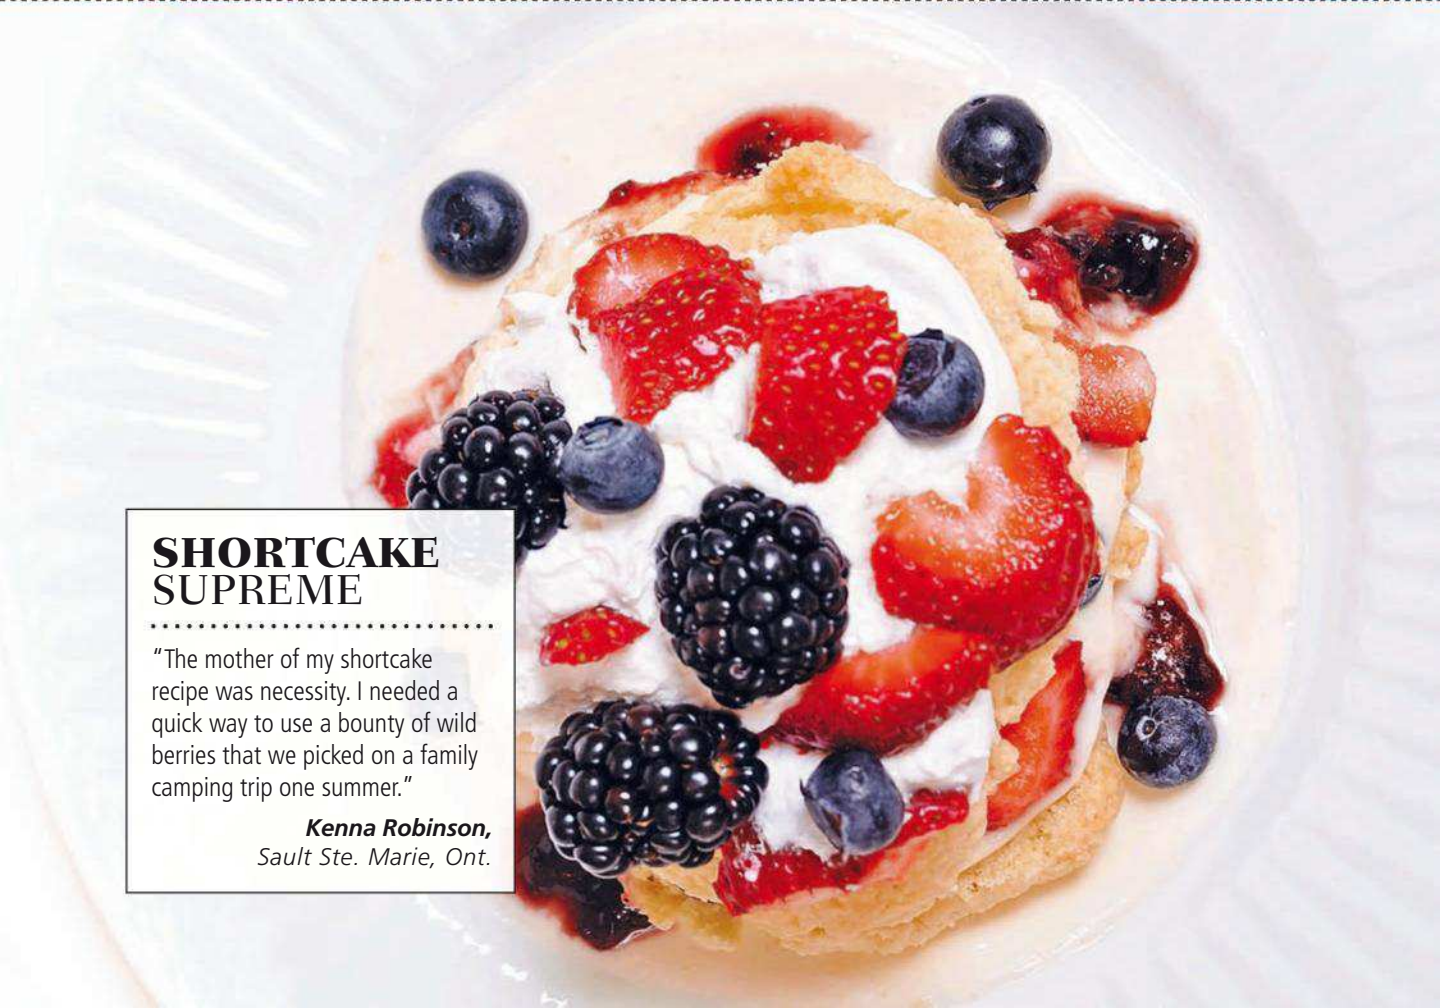 SHORTCAKE
SUPREME
“The mother of my shortcake
recipe was necessity. I needed a
quick way to use a bounty of wild
berries that we picked on a family
camping trip one summer.”
Kenna Robinson,
Sault Ste. Marie, Ont.